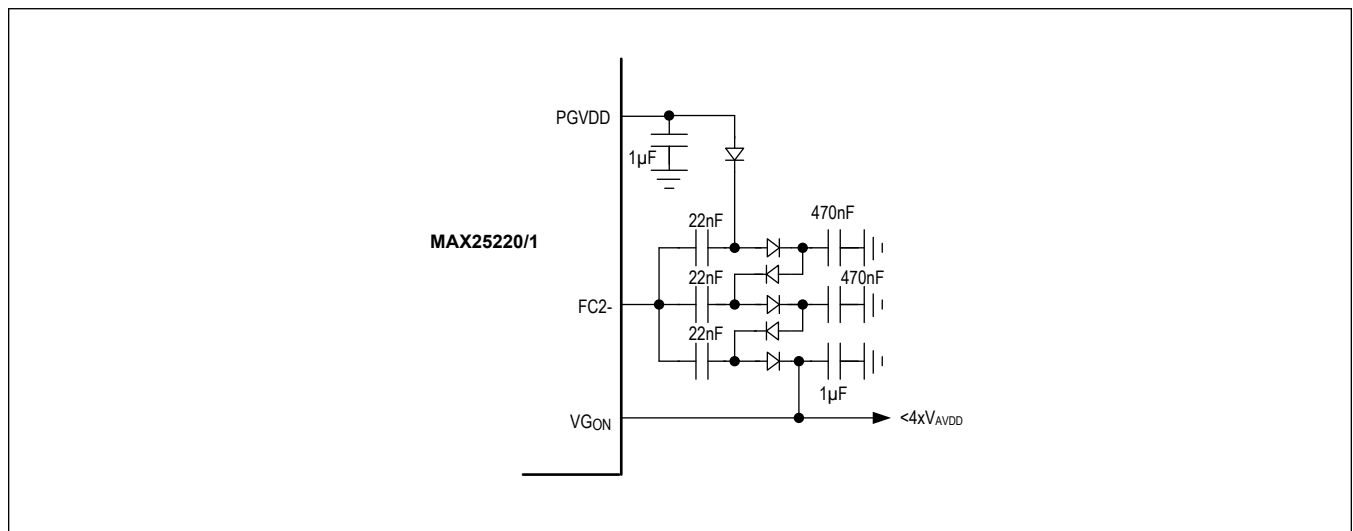 PGVDD
1µF
22nF
470nF
MAX25220/1
22nF
470nF
FC2-
22nF
1µF
VGON
<4xVAVDD